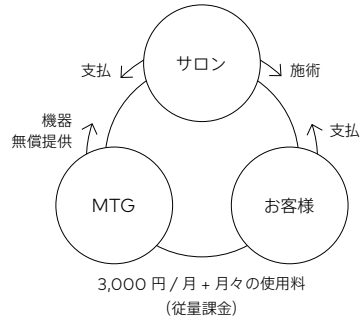 サロン
支払
施術
機器
無償提供
支払
MTG
お客様
3,000 円 / 月 + 月々の使用料
(従量課金)